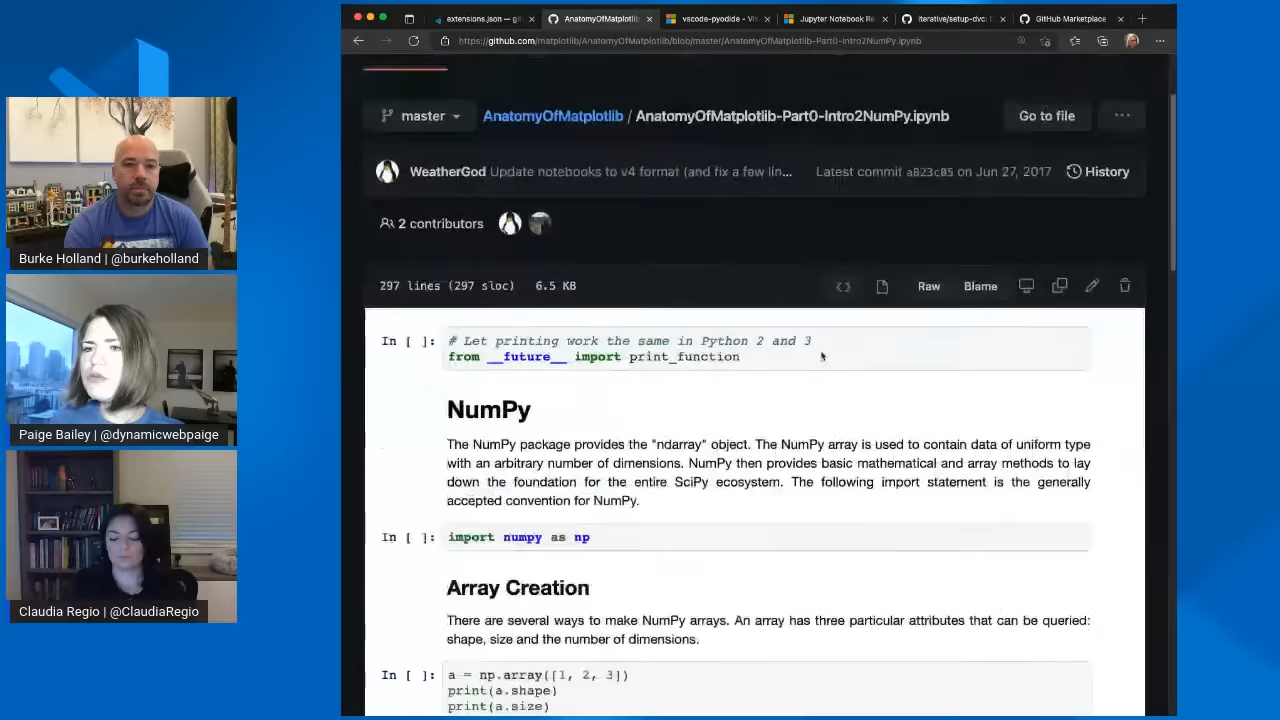 extensions.json – g
AnatomyOfMatplotlib
vscode-pyodide - Vi
Jupyter Notebook Re
iterative/setup-dvc:
GitHub Marketplace
https://github.com/matplotlib/AnatomyOfMatplotlib/blob/master/AnatomyOfMatplotlib-Part0-Intro2NumPy.ipynb
master
AnatomyOfMatplotlib / AnatomyOfMatplotlib-Part0-Intro2NumPy.ipynb
Go to file
WeatherGod Update notebooks to v4 format (and fix a few lin...
Latest commit a823c05 on Jun 27, 2017
History
2 contributors
297 lines (297 sloc) 6.5 KB
Raw
Blame
In [ ]: # Let printing work the same in Python 2 and 3
from __future__ import print_function
NumPy
The NumPy package provides the "ndarray" object. The NumPy array is used to contain data of uniform type
with an arbitrary number of dimensions. NumPy then provides basic mathematical and array methods to lay
down the foundation for the entire SciPy ecosystem. The following import statement is the generally
accepted convention for NumPy.
In [ ]: import numpy as np
Array Creation
There are several ways to make NumPy arrays. An array has three particular attributes that can be queried:
shape, size and the number of dimensions.
In [ ]: a = np.array([1, 2, 3])
print(a.shape)
print(a.size)
Burke Holland | @burkeholland
Paige Bailey | @dynamicwebpaige
Claudia Regio | @ClaudiaRegio